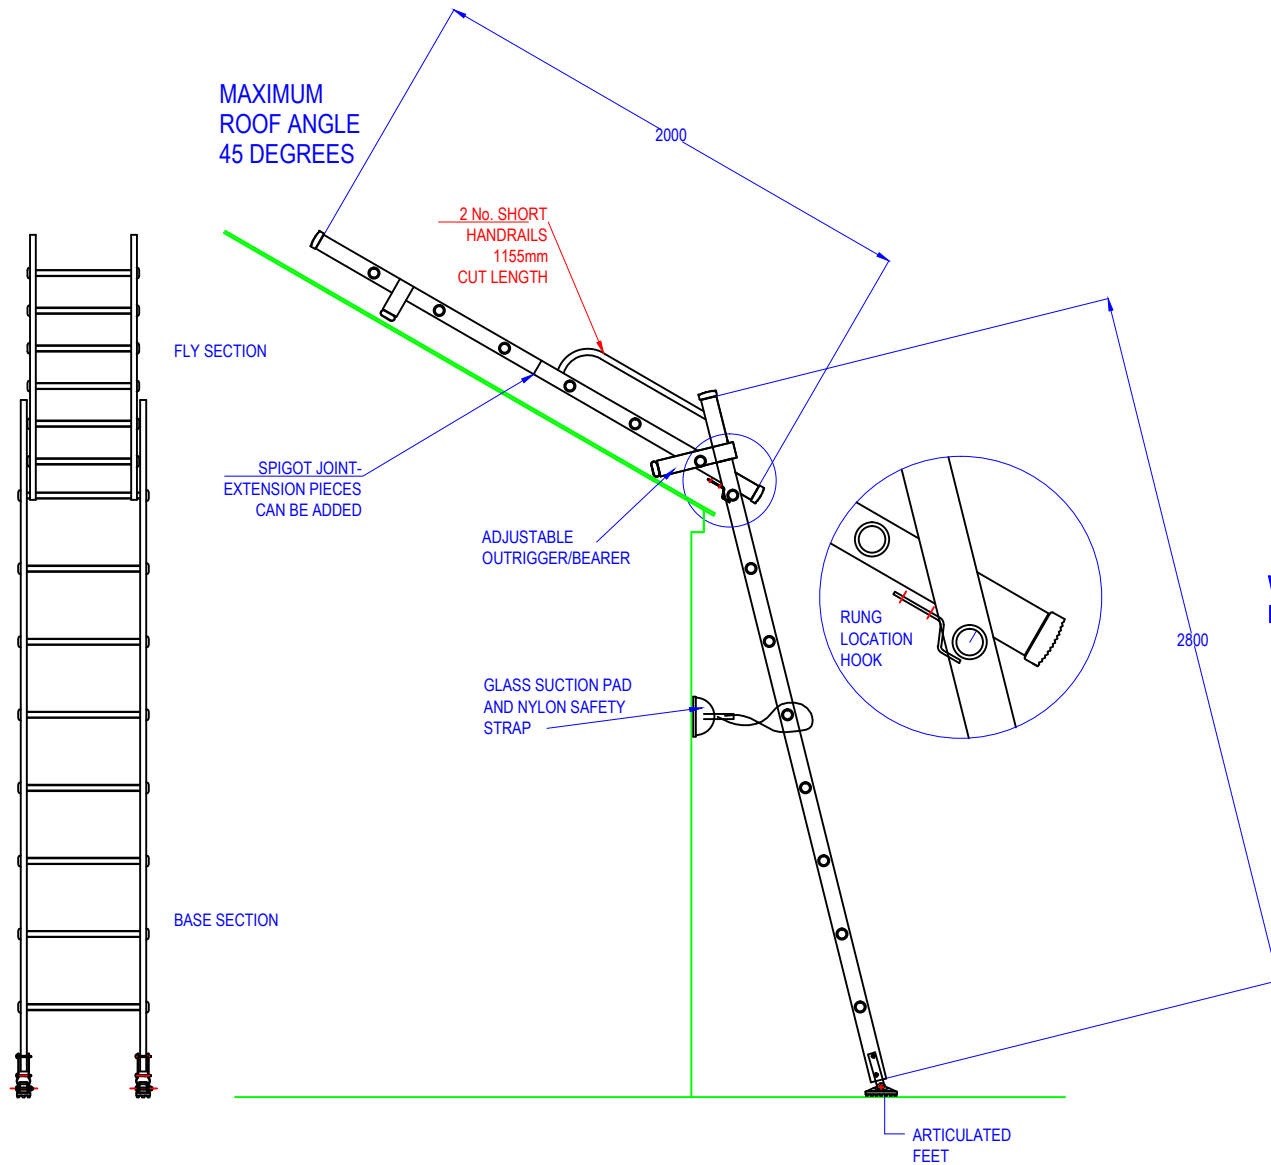 MAXIMUM
ROOF ANGLE
45 DEGREES
2000
2 No. SHORT
HANDRAILS
1155mm
CUT LENGTH
FLY SECTION
SPIGOT JOINT-
EXTENSION PIECES
CAN BE ADDED
ADJUSTABLE
OUTRIGGER/BEARER
RUNG
LOCATION
HOOK
2800
GLASS SUCTION PAD
AND NYLON SAFETY
STRAP
BASE SECTION
ARTICULATED
FEET